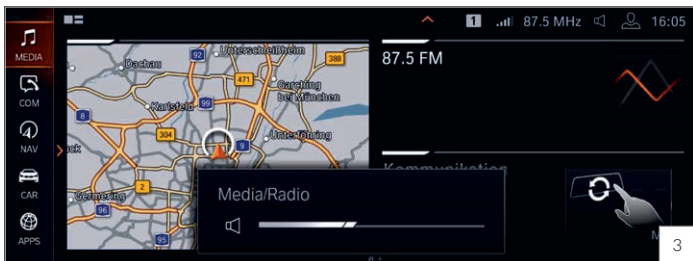 1
87.5 MHz
16:05
MEDIA
COM
NAV
CAR
APPS
Dachau
92
Unterschleißheim
388
471
Garching
bei München
Karlsfeld
99
8
304
Unterföhring
9
2
Germering
96
95
87.5 FM
Kommunikation
Media/Radio
M
3